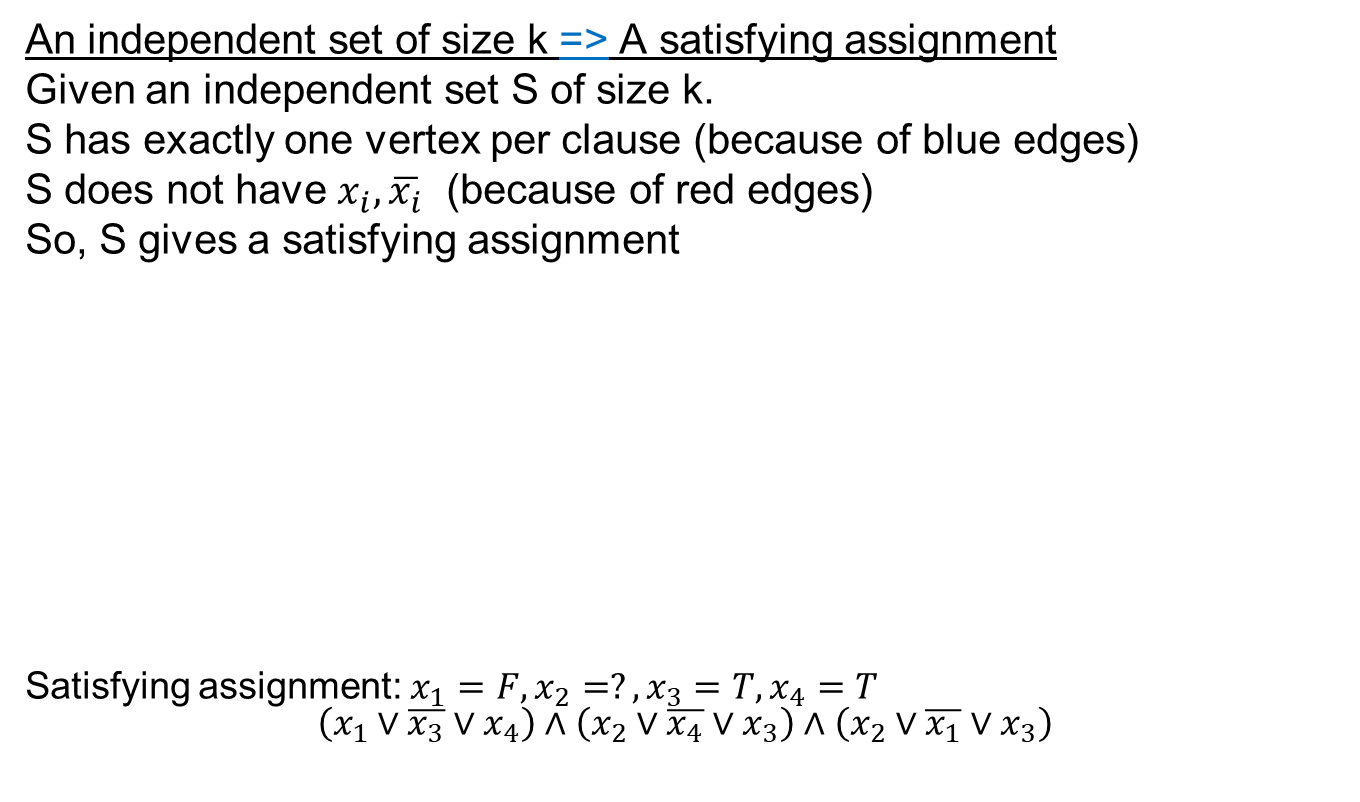 An independent set of size k => A satisfying assignment
Given an independent set S of size k.
S has exactly one vertex per clause (because of blue edges)
S does not have x_i, x̅_i (because of red edges)
So, S gives a satisfying assignment
Satisfying assignment: x₁ = F, x₂ =?, x₃ = T, x₄ = T
(x₁ ∨ x̅₃ ∨ x₄) ∧ (x₂ ∨ x̅₄ ∨ x₃) ∧ (x₂ ∨ x̅₁ ∨ x₃)